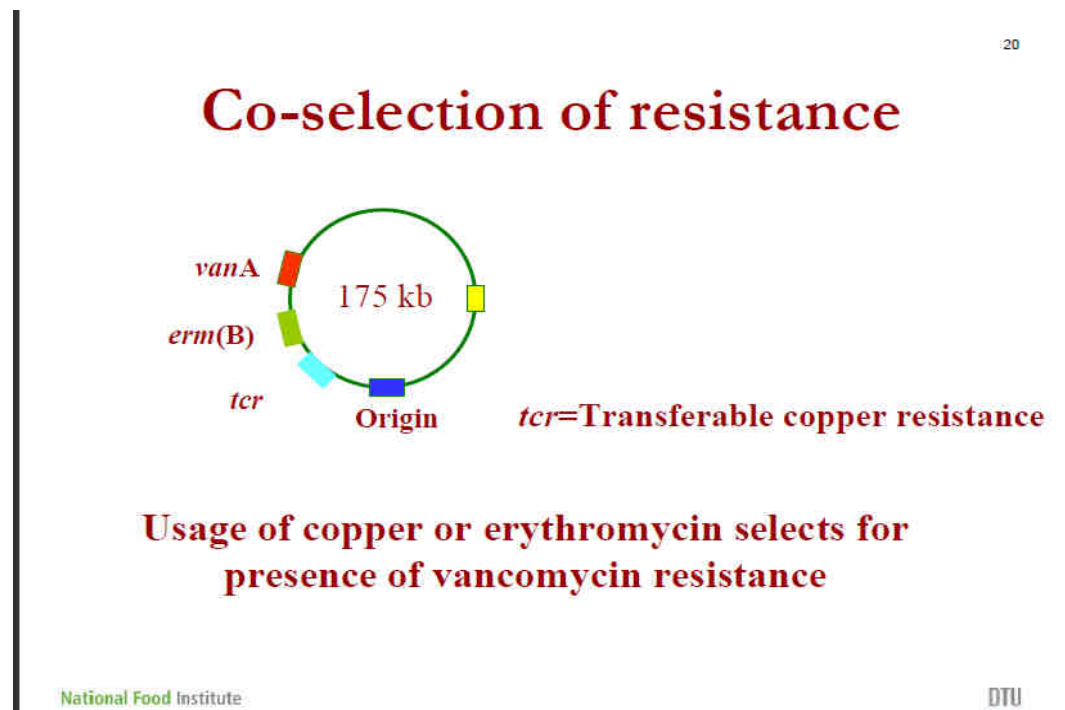 20
Co-selection of resistance
vanA
175 kb
erm(B)
tcr
Origin
tcr=Transferable copper resistance
Usage of copper or erythromycin selects for
presence of vancomycin resistance
National Food Institute
DTU